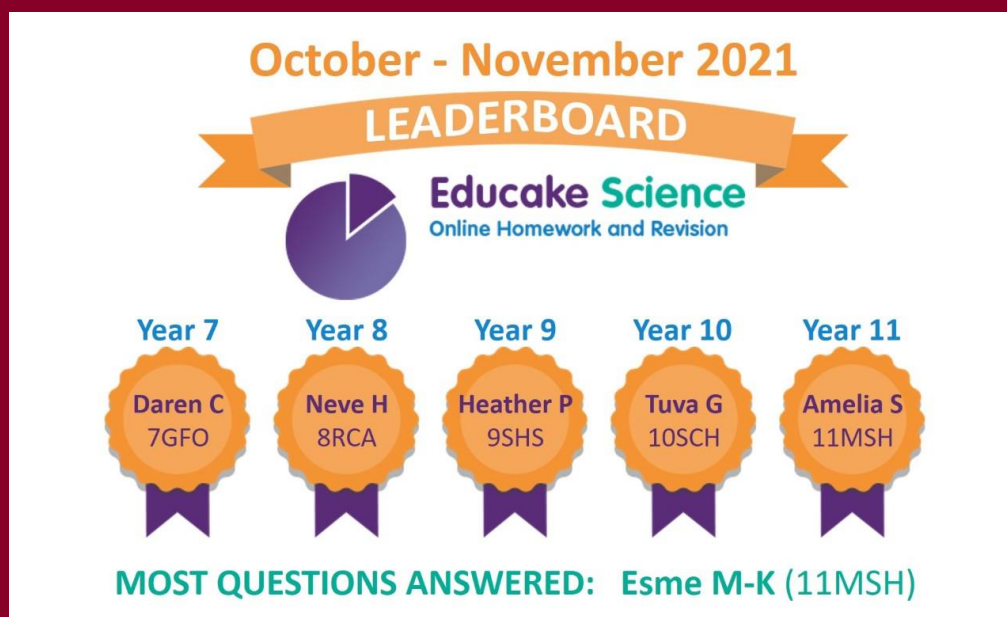 October - November 2021
LEADERBOARD
Educake Science
Online Homework and Revision
Year 7 Year 8 Year 9 Year 10 Year 11
Daren C Neve H Heather P Tuva G Amelia S
7GFO 8RCA 9SHS 10SCH 11MSH
MOST QUESTIONS ANSWERED: Esme M-K (11MSH)